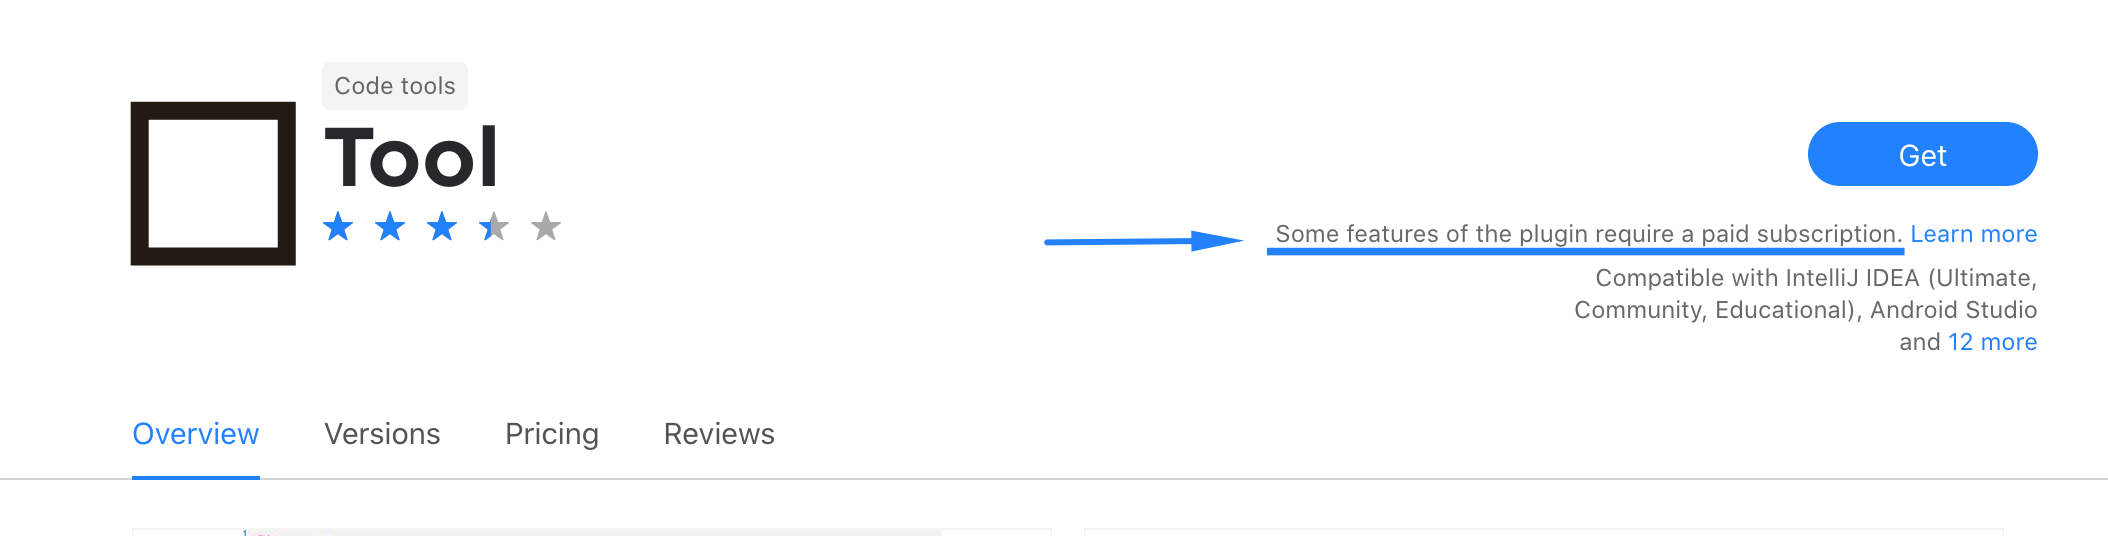 Code tools
Tool
Get
Some features of the plugin require a paid subscription. Learn more
Compatible with IntelliJ IDEA (Ultimate,
Community, Educational), Android Studio
and 12 more
Overview Versions Pricing Reviews